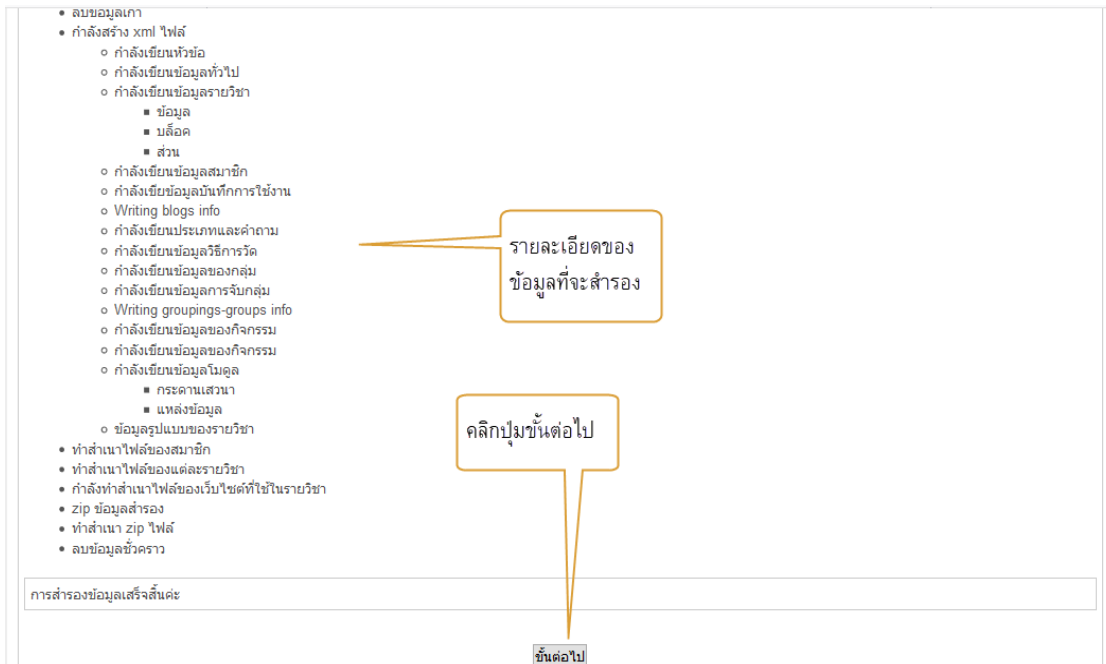 ลบข้อมูลเก่า
กำลังสร้าง xml ไฟล์
กำลังเขียนหัวข้อ
กำลังเขียนข้อมูลทั่วไป
กำลังเขียนข้อมูลรายวิชา
ข้อมูล
บล็อค
ส่วน
กำลังเขียนข้อมูลสมาชิก
กำลังเขียข้อมูลบันทึกการใช้งาน
Writing blogs info
กำลังเขียนประเภทและคำถาม
กำลังเขียนข้อมูลวิธีการวัด
กำลังเขียนข้อมูลของกลุ่ม
กำลังเขียนข้อมูลการจับกลุ่ม
Writing groupings-groups info
กำลังเขียนข้อมูลของกิจกรรม
กำลังเขียนข้อมูลของกิจกรรม
กำลังเขียนข้อมูลโมดูล
กระดานเสวนา
แหล่งข้อมูล
ข้อมูลรูปแบบของรายวิชา
ทำสำเนาไฟล์ของสมาชิก
ทำสำเนาไฟล์ของแต่ละรายวิชา
กำลังทำสำเนาไฟล์ของเว็บไซต์ที่ใช้ในรายวิชา
zip ข้อมูลสำรอง
ทำสำเนา zip ไฟล์
ลบข้อมูลชั่วคราว
รายละเอียดของ
ข้อมูลที่จะสำรอง
คลิกปุ่มขั้นต่อไป
การสำรองข้อมูลเสร็จสิ้นค่ะ
ขั้นต่อไป